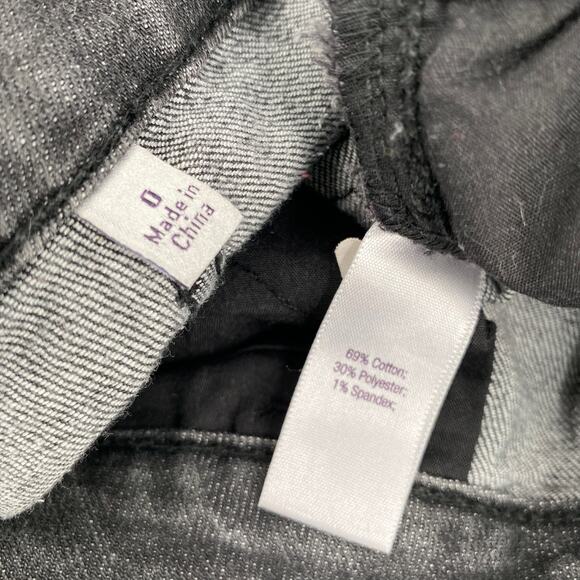 0
Made in
China
69% Cotton;
30% Polyester;
1% Spandex;